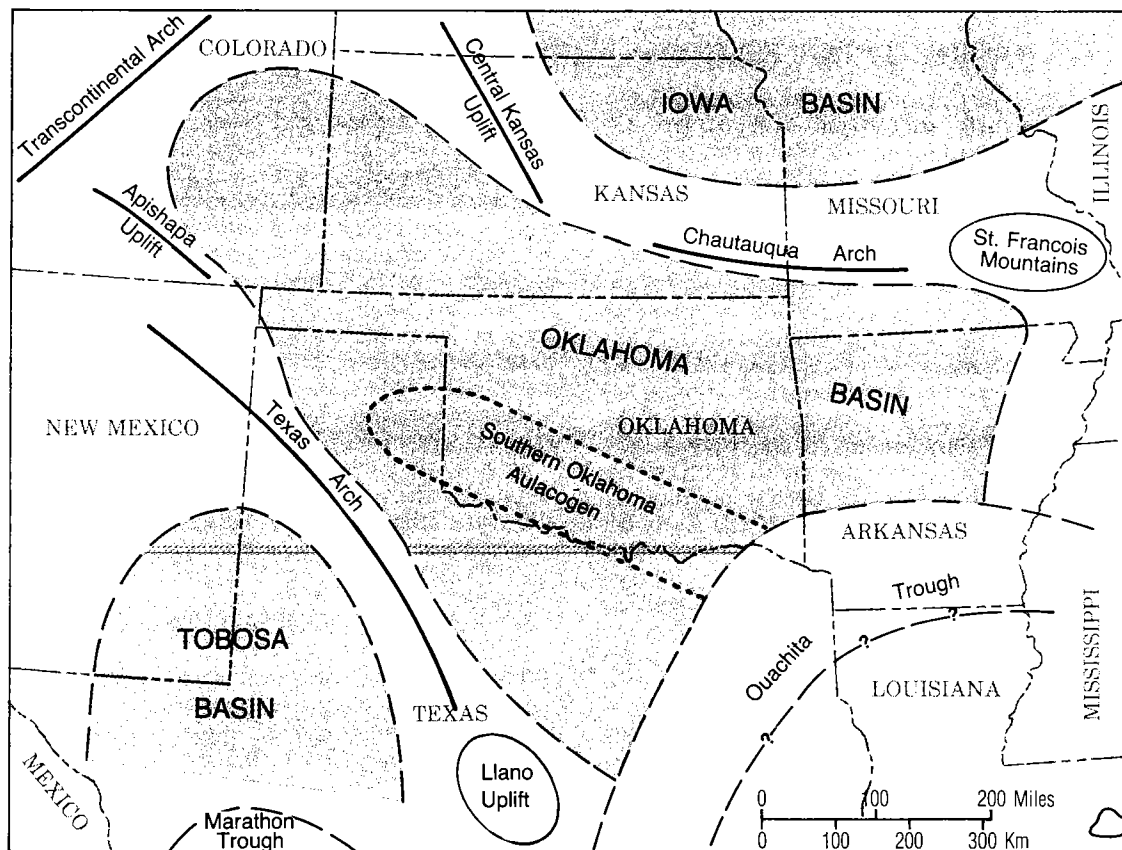 Transcontinental Arch
COLORADO
Central Kansas
Uplift
IOWA BASIN
ILLINOIS
Apishapa
Uplift
KANSAS
MISSOURI
Chautauqua Arch
St. Francois
Mountains
OKLAHOMA
BASIN
NEW MEXICO
Texas Arch
OKLAHOMA
Southern Oklahoma
Aulacogen
ARKANSAS
Ouachita Trough
?
?
?
TOBOSA
BASIN
TEXAS
LOUISIANA
MISSISSIPPI
MEXICO
Llano
Uplift
Marathon
Trough
0 100 200 Miles
0 100 200 300 Km